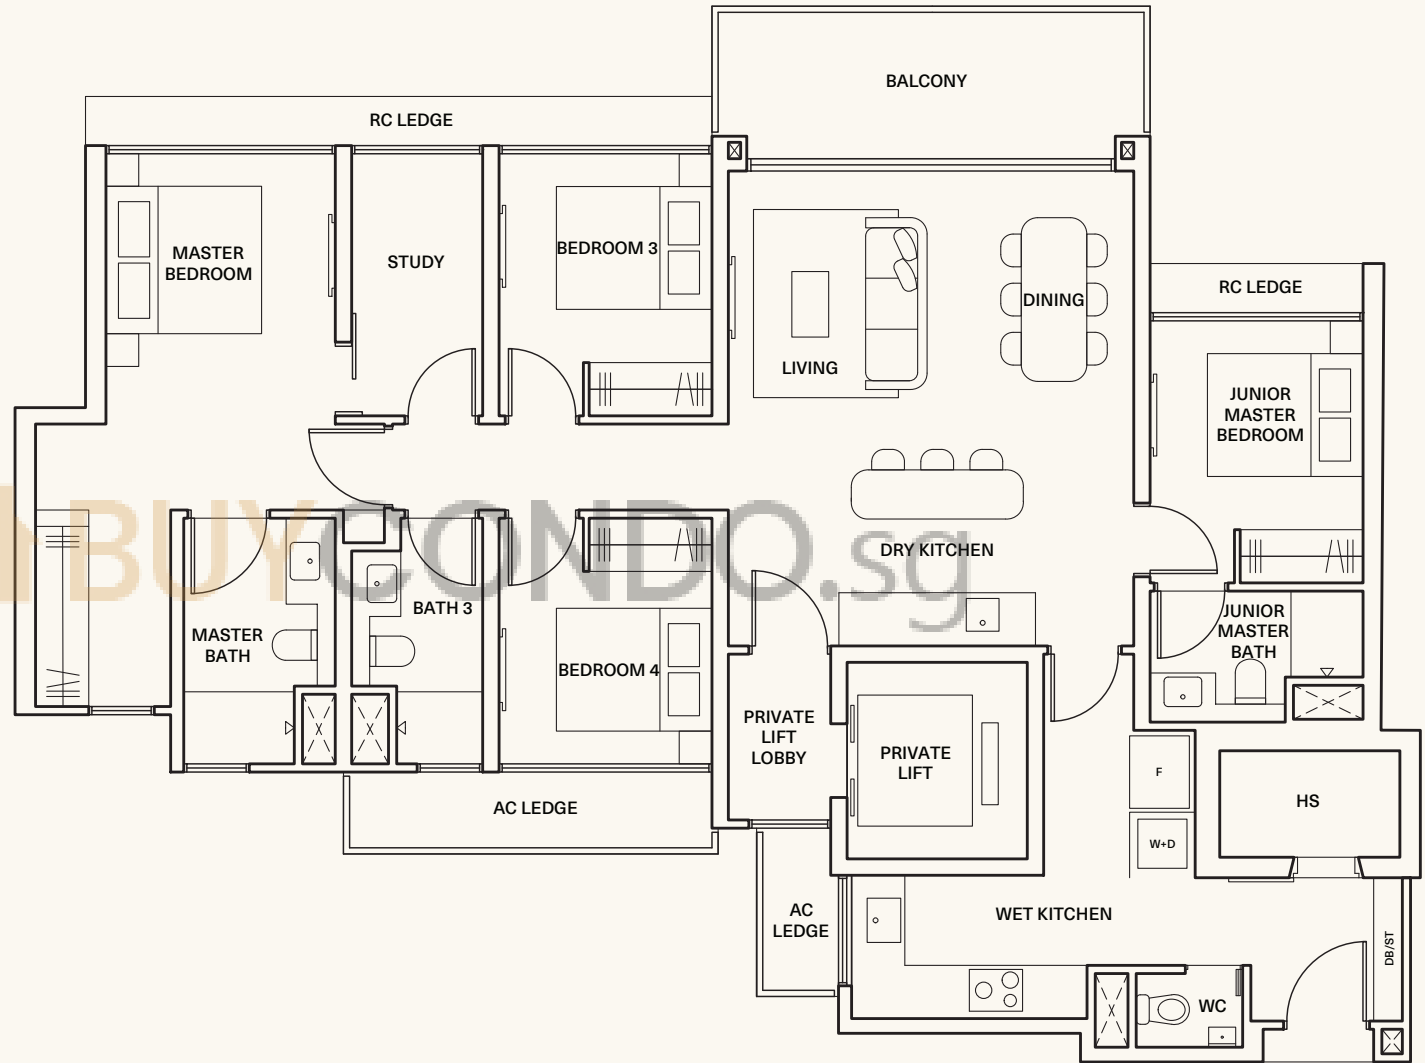 BALCONY
RC LEDGE
MASTER
BEDROOM
STUDY
BEDROOM 3
LIVING
DINING
RC LEDGE
JUNIOR
MASTER
BEDROOM
BUYCONDO.sg
DRY KITCHEN
MASTER
BATH
BATH 3
BEDROOM 4
JUNIOR
MASTER
BATH
PRIVATE
LIFT
LOBBY
PRIVATE
LIFT
F
HS
AC LEDGE
W+D
AC
LEDGE
WET KITCHEN
DB/ST
WC